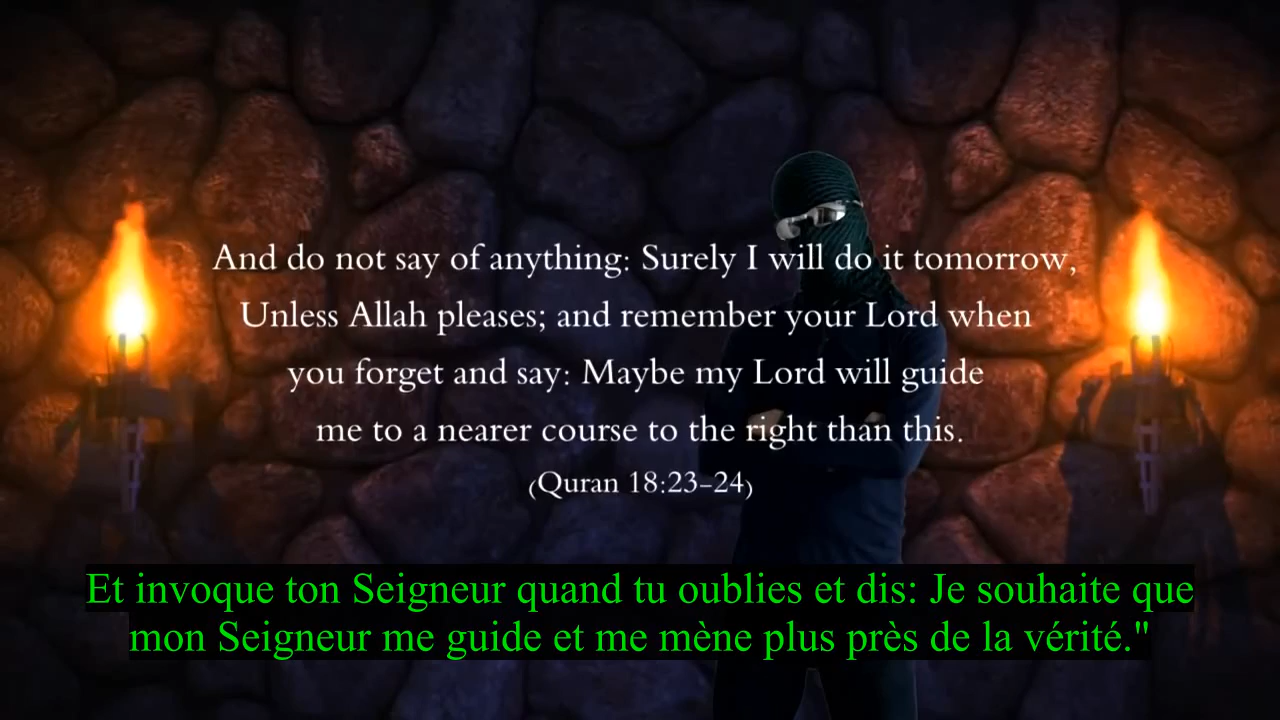 And do not say of anything: Surely I will do it tomorrow,
Unless Allah pleases; and remember your Lord when
you forget and say: Maybe my Lord will guide
me to a nearer course to the right than this.
(Quran 18:23-24)
Et invoque ton Seigneur quand tu oublies et dis: Je souhaite que
mon Seigneur me guide et me mène plus près de la vérité."